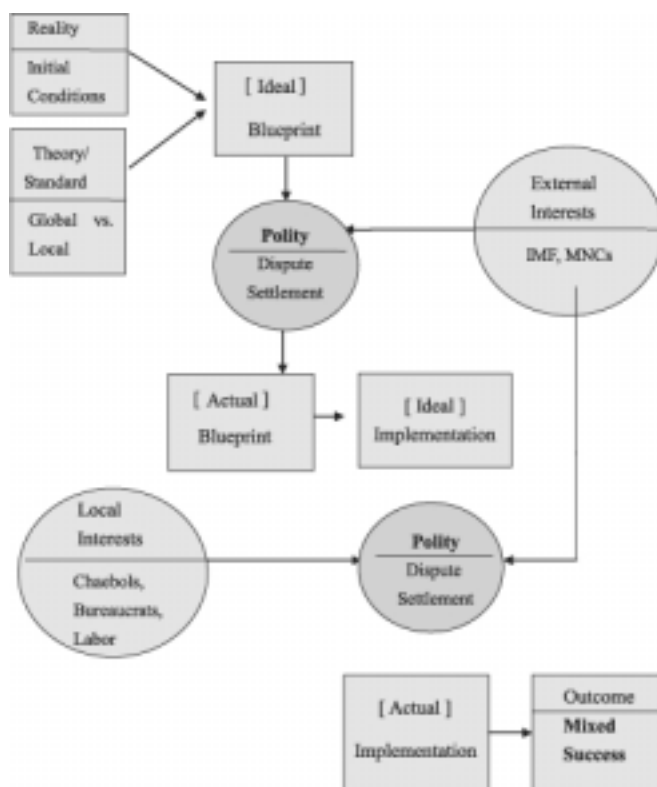 Reality
Initial
Conditions
[ Ideal ]
Blueprint
Theory/
Standard
Global vs.
Local
External
Interests
IMF, MNCs
Polity
Dispute
Settlement
[ Actual ]
Blueprint
[ Ideal ]
Implementation
Local
Interests
Chaebols,
Bureaucrats,
Labor
Polity
Dispute
Settlement
[ Actual ]
Implementation
Outcome
Mixed
Success